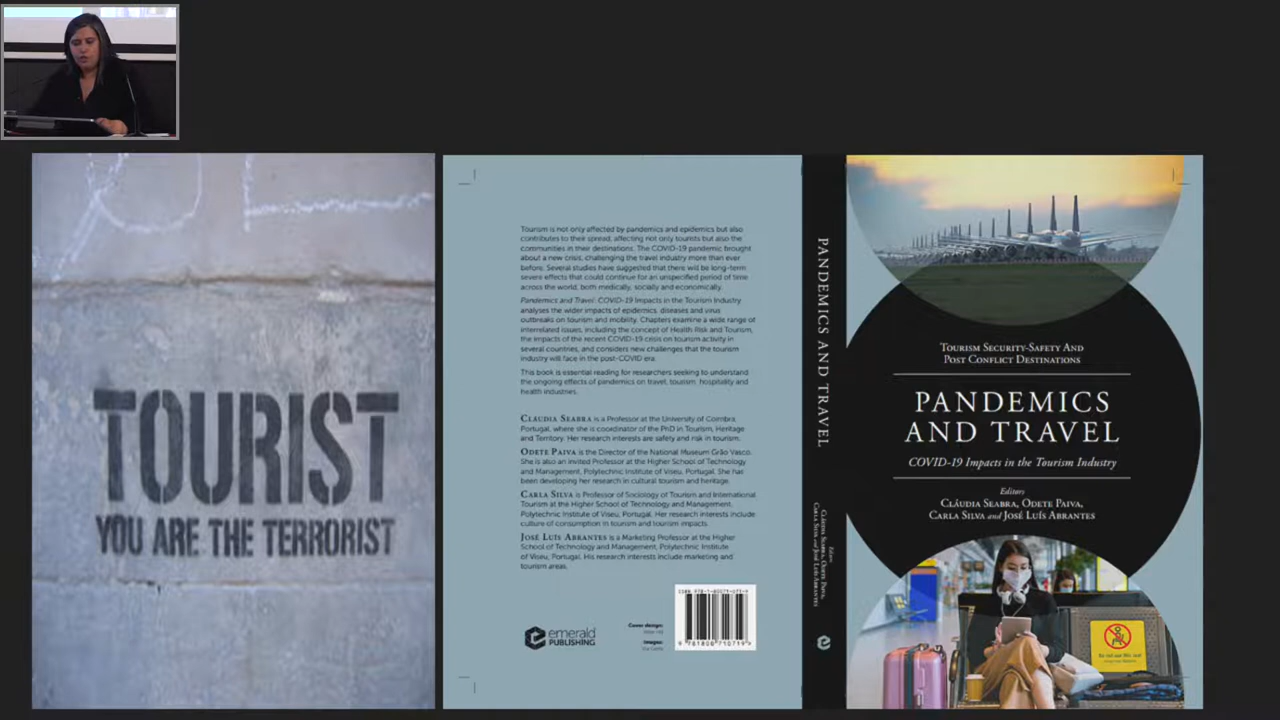 TOURIST
YOU ARE THE TERRORIST
Tourism is not only affected by pandemics and epidemics but also
contributes to their spread, affecting not only tourists but also the
communities in their destinations. The COVID-19 pandemic brought
about a new crisis, challenging the travel industry more than ever
before. Several studies have suggested that there will be long-term
severe effects that could continue for an unspecified period of time
across the world, both medically, socially and economically.
Pandemics and Travel: COVID-19 Impacts in the Tourism Industry
analyses the wider impacts of epidemics, diseases and virus
outbreaks on tourism and mobility. Chapters examine a wide range of
interrelated issues, including the concept of Health Risk and Tourism,
the impacts of the recent COVID-19 crisis on tourism activity in
several countries, and considers new challenges that the tourism
industry will face in the post-COVID era.
This book is essential reading for researchers seeking to understand
the ongoing effects of pandemics on travel, tourism, hospitality and
health industries.
CLÁUDIA SEABRA is a Professor at the University of Coimbra,
Portugal, where she is coordinator of the PhD in Tourism, Heritage
and Territory. Her research interests are safety and risk in tourism.
ODETE PAIVA is the Director of the National Museum Grão Vasco.
She is also an Invited Professor at the Higher School of Technology
and Management, Polytechnic Institute of Viseu, Portugal. She has
been developing her research in cultural tourism and heritage.
CARLA SILVA is Professor of Sociology of Tourism and International
Tourism at the Higher School of Technology and Management,
Polytechnic Institute of Viseu, Portugal. Her research interests include
culture of consumption in tourism and tourism impacts.
JOSÉ LUÍS ABRANTES is a Marketing Professor at the Higher
School of Technology and Management, Polytechnic Institute
of Viseu, Portugal. His research interests include marketing and
tourism areas.
emerald
PUBLISHING
Cover design:
Images:
9 781800 710719
PANDEMICS AND TRAVEL
Editors
CLÁUDIA SEABRA, ODETE PAIVA,
CARLA SILVA and JOSÉ LUÍS ABRANTES
TOURISM SECURITY-SAFETY AND
POST CONFLICT DESTINATIONS
PANDEMICS
AND TRAVEL
COVID-19 Impacts in the Tourism Industry
Editors
CLÁUDIA SEABRA, ODETE PAIVA,
CARLA SILVA and JOSÉ LUÍS ABRANTES